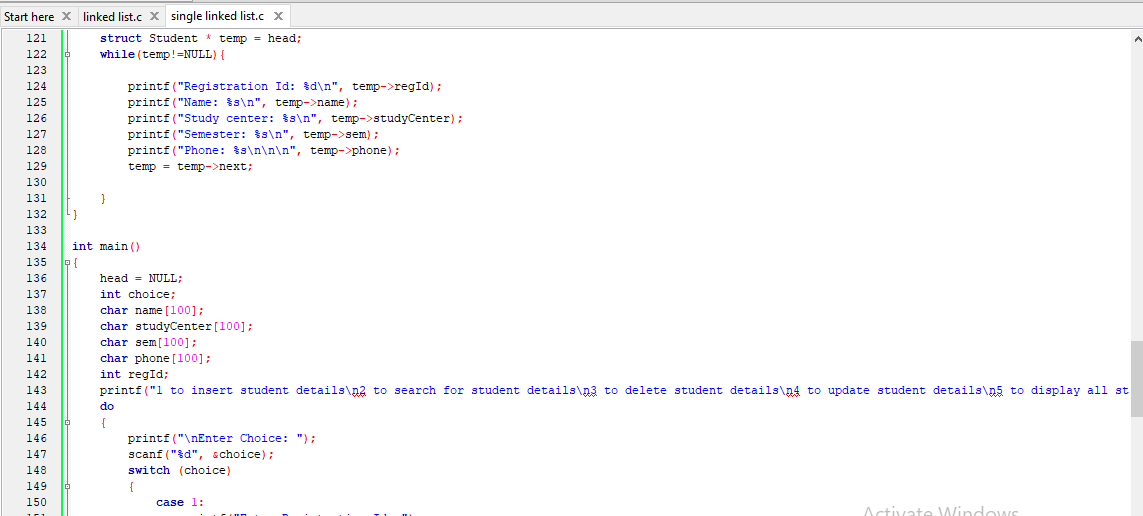 Start here X linked list.c X single linked list.c X
121 struct Student * temp = head;
122 while(temp!=NULL){
123
124 printf("Registration Id: %d\n", temp->regId);
125 printf("Name: %s\n", temp->name);
126 printf("Study center: %s\n", temp->studyCenter);
127 printf("Semester: %s\n", temp->sem);
128 printf("Phone: %s\n\n\n", temp->phone);
129 temp = temp->next;
130
131 }
132 }
133
134 int main()
135 {
136 head = NULL;
137 int choice;
138 char name[100];
139 char studyCenter[100];
140 char sem[100];
141 char phone[100];
142 int regId;
143 printf("1 to insert student details\n2 to search for student details\n3 to delete student details\n4 to update student details\n5 to display all st
144 do
145 {
146 printf("\nEnter Choice: ");
147 scanf("%d", &choice);
148 switch (choice)
149 {
150 case 1:
Activate Windows